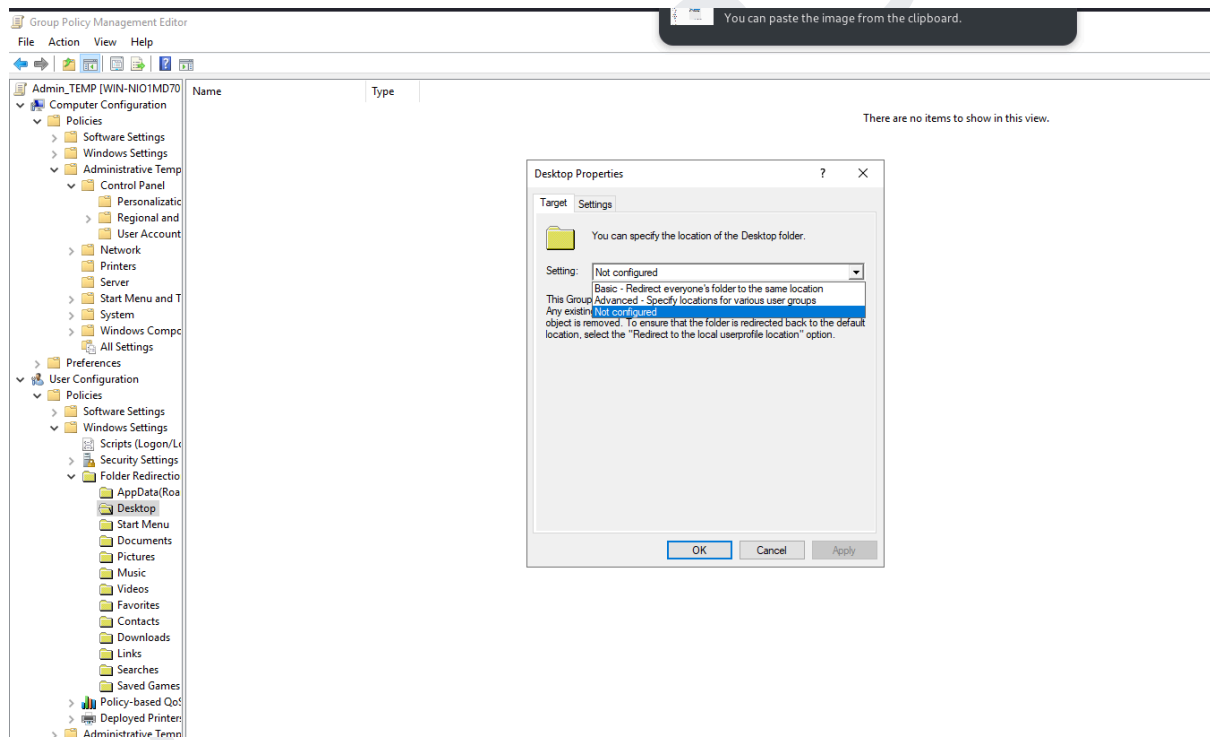 Group Policy Management Editor
You can paste the image from the clipboard.
File Action View Help
Admin_TEMP [WIN-NIO1MD70
Computer Configuration
Policies
Software Settings
Windows Settings
Administrative Temp
Control Panel
Personalizatic
Regional and
User Account
Network
Printers
Server
Start Menu and T
System
Windows Compc
All Settings
Preferences
User Configuration
Policies
Software Settings
Windows Settings
Scripts (Logon/Lo
Security Settings
Folder Redirectio
AppData(Roa
Desktop
Start Menu
Documents
Pictures
Music
Videos
Favorites
Contacts
Downloads
Links
Searches
Saved Games
Policy-based QoS
Deployed Printers
Administrative Temp
Name Type
There are no items to show in this view.
Desktop Properties ? X
Target Settings
You can specify the location of the Desktop folder.
Setting: Not configured
Basic - Redirect everyone's folder to the same location
This Group Advanced - Specify locations for various user groups
Any existin Not configured
object is removed. To ensure that the folder is redirected back to the default
location, select the "Redirect to the local userprofile location" option.
OK Cancel Apply